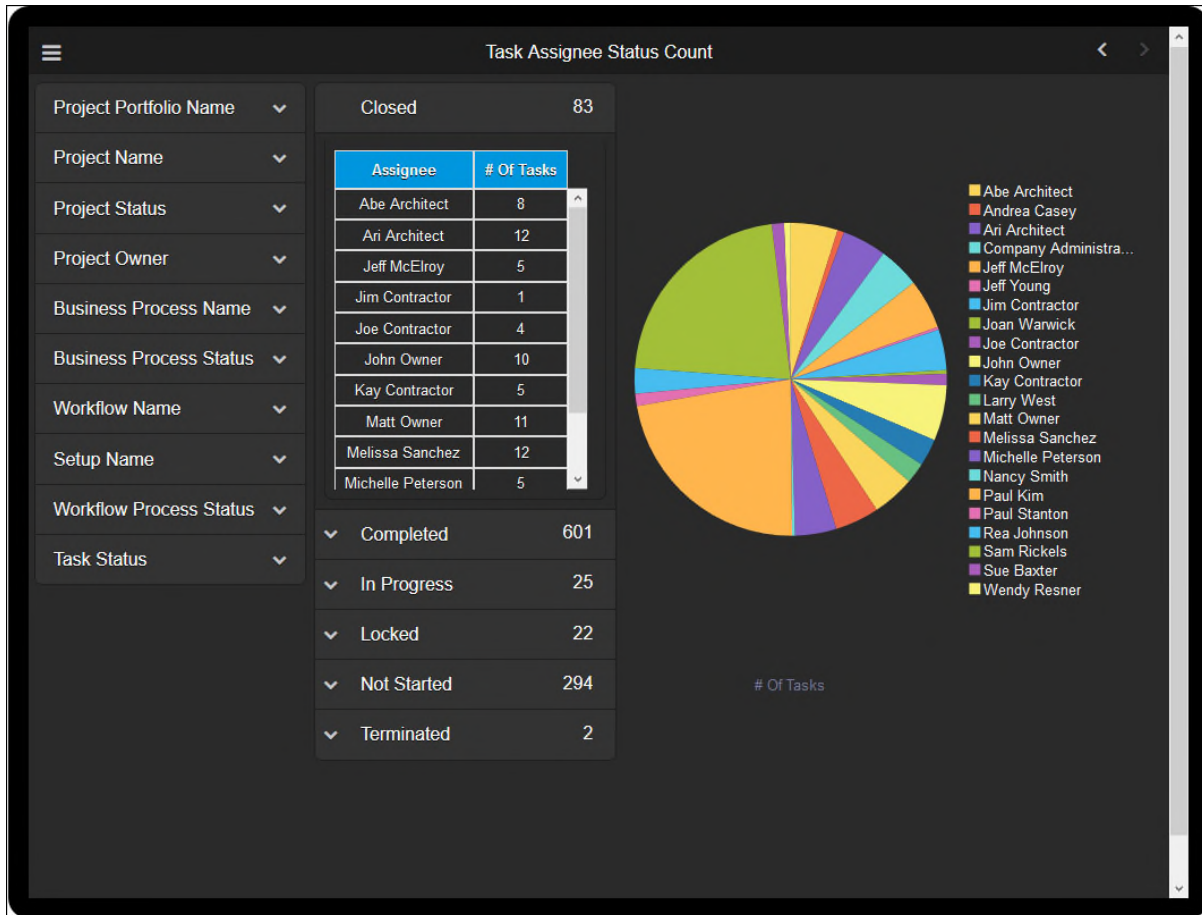 Task Assignee Status Count
Project Portfolio Name
Project Name
Project Status
Project Owner
Business Process Name
Business Process Status
Workflow Name
Setup Name
Workflow Process Status
Task Status
Closed 83
Assignee # Of Tasks
Abe Architect 8
Ari Architect 12
Jeff McElroy 5
Jim Contractor 1
Joe Contractor 4
John Owner 10
Kay Contractor 5
Matt Owner 11
Melissa Sanchez 12
Michelle Peterson 5
Completed 601
In Progress 25
Locked 22
Not Started 294
Terminated 2
Abe Architect
Andrea Casey
Ari Architect
Company Administra...
Jeff McElroy
Jeff Young
Jim Contractor
Joan Warwick
Joe Contractor
John Owner
Kay Contractor
Larry West
Matt Owner
Melissa Sanchez
Michelle Peterson
Nancy Smith
Paul Kim
Paul Stanton
Rea Johnson
Sam Rickels
Sue Baxter
Wendy Resner
# Of Tasks